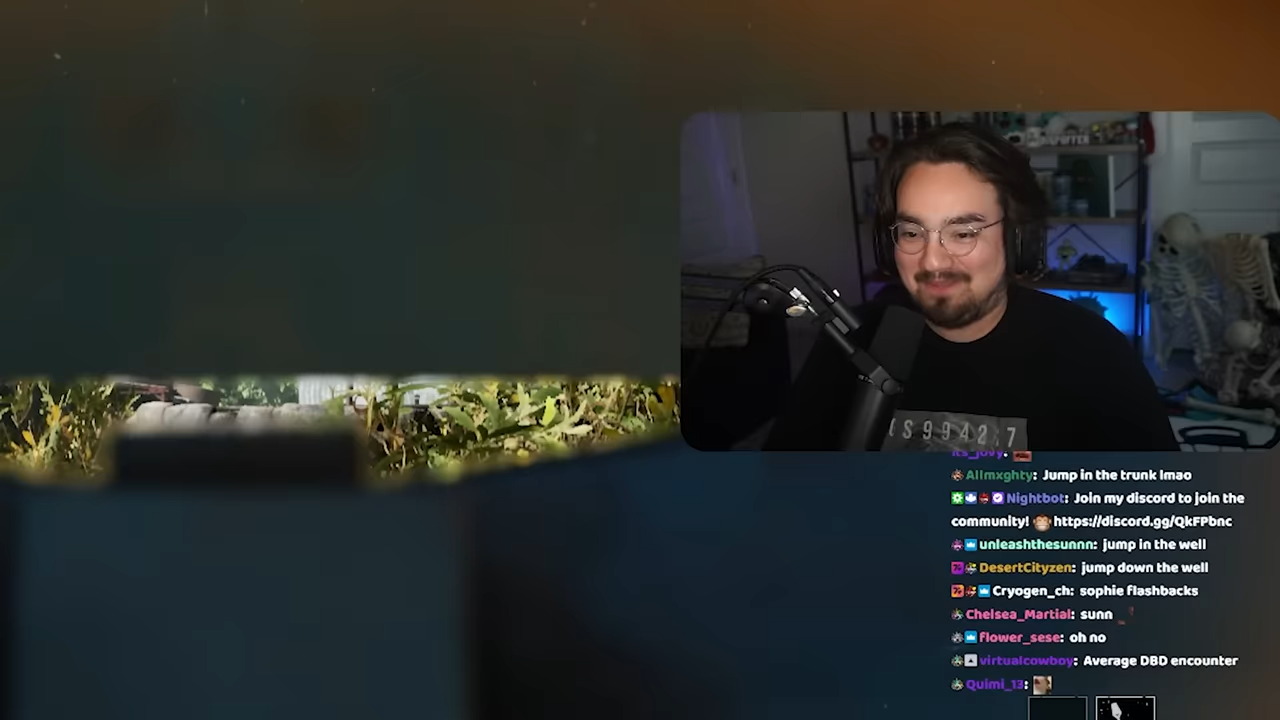 its_jovy:
Allmxghty: Jump in the trunk lmao
Nightbot: Join my discord to join the
community! https://discord.gg/QkFPbnc
unleashthesunnn: jump in the well
DesertCityzen: jump down the well
Cryogen_ch: sophie flashbacks
Chelsea_Martial: sunn
flower_sese: oh no
virtualcowboy: Average DBD encounter
Quimi_13: